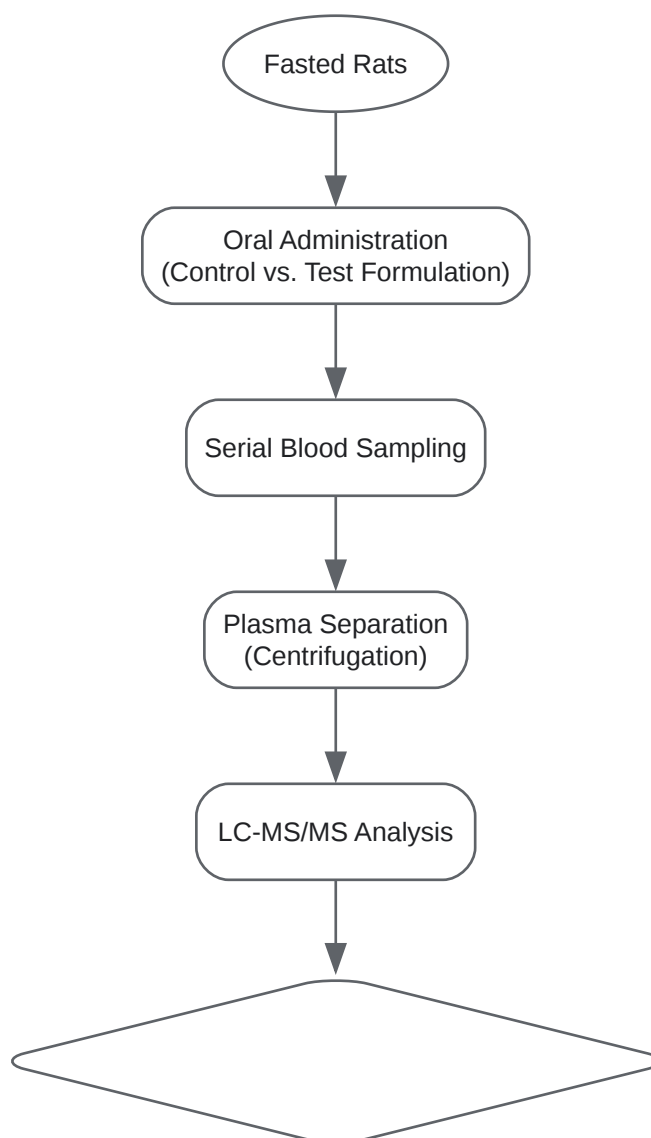 Fasted Rats
Oral Administration
(Control vs. Test Formulation)
Serial Blood Sampling
Plasma Separation
(Centrifugation)
LC-MS/MS Analysis